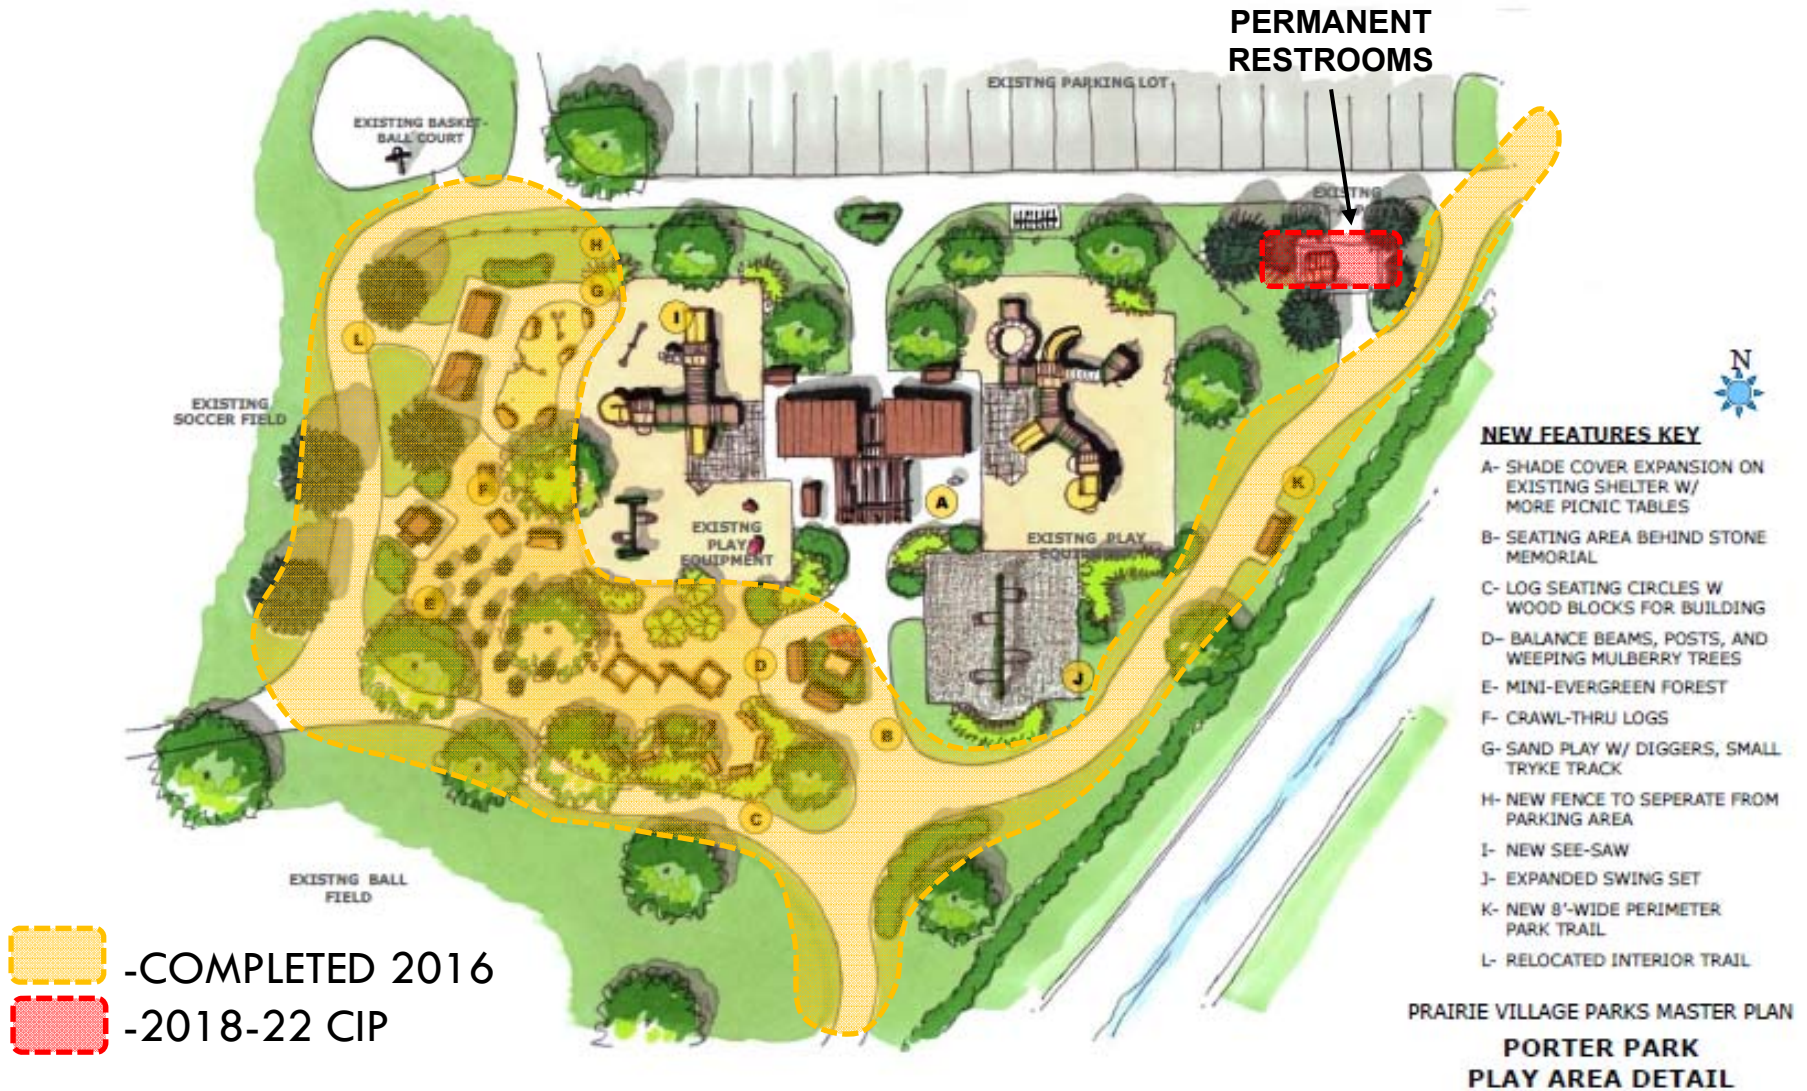 PERMANENT
RESTROOMS
EXISTNG PARKING LOT
EXISTING BASKET-
BALL COURT
EXISTNG
H
G
I
L
N
EXISTING
SOCCER FIELD
F
A
K
EXISTNG
PLAY
EQUIPMENT
EXISTNG PLAY
E
D
J
B
C
EXISTNG BALL
FIELD
NEW FEATURES KEY
A- SHADE COVER EXPANSION ON
EXISTING SHELTER W/
MORE PICNIC TABLES
B- SEATING AREA BEHIND STONE
MEMORIAL
C- LOG SEATING CIRCLES W
WOOD BLOCKS FOR BUILDING
D- BALANCE BEAMS, POSTS, AND
WEEPING MULBERRY TREES
E- MINI-EVERGREEN FOREST
F- CRAWL-THRU LOGS
G- SAND PLAY W/ DIGGERS, SMALL
TRYKE TRACK
H- NEW FENCE TO SEPERATE FROM
PARKING AREA
I- NEW SEE-SAW
J- EXPANDED SWING SET
K- NEW 8'-WIDE PERIMETER
PARK TRAIL
L- RELOCATED INTERIOR TRAIL
-COMPLETED 2016
-2018-22 CIP
PRAIRIE VILLAGE PARKS MASTER PLAN
PORTER PARK
PLAY AREA DETAIL